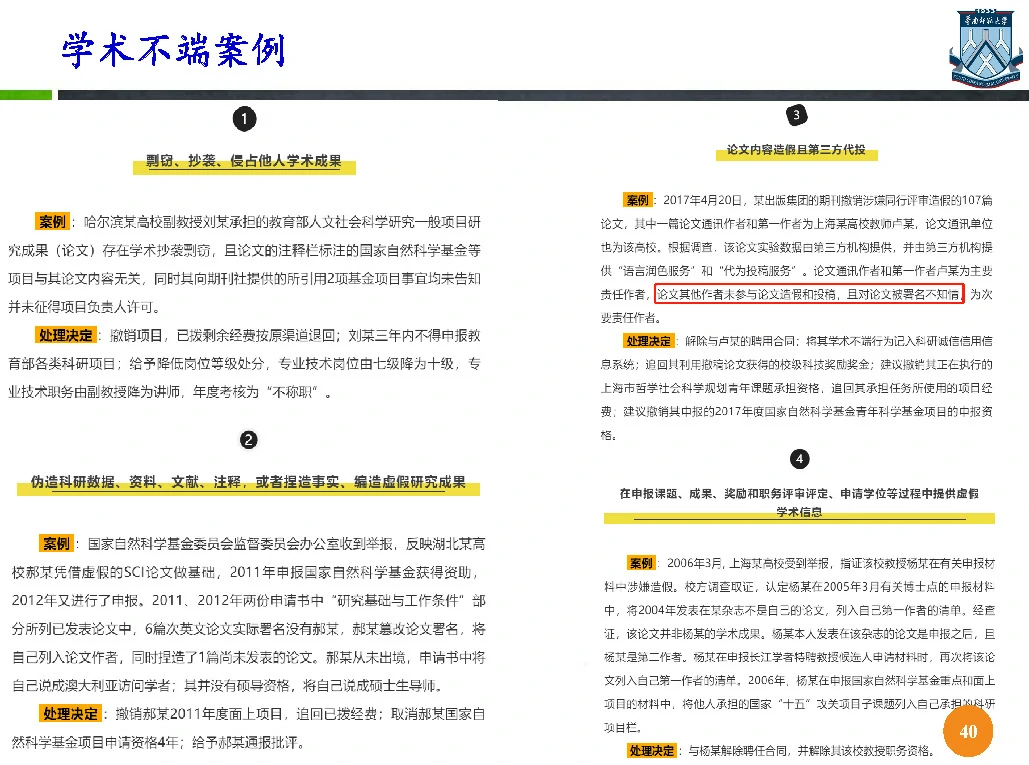 学术不端案例
1933
华南师范大学
1
剽窃、抄袭、侵占他人学术成果
案例：哈尔滨某高校副教授刘某承担的教育部人文社会科学研究一般项目研
究成果（论文）存在学术抄袭剽窃，且论文的注释栏标注的国家自然科学基金等
项目与其论文内容无关，同时其向期刊社提供的所引用2项基金项目事宜均未告知
并未征得项目负责人许可。
处理决定：撤销项目，已拨剩余经费按原渠道退回；刘某三年内不得申报教
育部各类科研项目；给予降低岗位等级处分，专业技术岗位由七级降为十级，专
业技术职务由副教授降为讲师，年度考核为“不称职”。
2
伪造科研数据、资料、文献、注释，或者捏造事实、编造虚假研究成果
案例：国家自然科学基金委员会监督委员会办公室收到举报，反映湖北某高
校郝某凭借虚假的SCI论文做基础，2011年申报国家自然科学基金获得资助，
2012年又进行了申报。2011、2012年两份申请书中“研究基础与工作条件”部
分所列已发表论文中，6篇次英文论文实际署名没有郝某，郝某篡改论文署名，将
自己列入论文作者，同时捏造了1篇尚未发表的论文。郝某从未出境，申请书中将
自己说成澳大利亚访问学者；其并没有硕导资格，将自己说成硕士生导师。
处理决定：撤销郝某2011年度面上项目，追回已拨经费；取消郝某国家自
然科学基金项目申请资格4年；给予郝某通报批评。
3
论文内容造假且第三方代投
案例：2017年4月20日，某出版集团的期刊撤销涉嫌同行评审造假的107篇
论文，其中一篇论文通讯作者和第一作者为上海某高校教师卢某，论文通讯单位
也为该高校。根据调查，该论文实验数据由第三方机构提供，并由第三方机构提
供“语言润色服务”和“代为投稿服务”。论文通讯作者和第一作者卢某为主要
责任作者，论文其他作者未参与论文造假和投稿，且对论文被署名不知情，为次
要责任作者。
处理决定：解除与卢某的聘用合同；将其学术不端行为记入科研诚信信用信
息系统；追回其利用撤稿论文获得的校级科技奖励奖金；建议撤销其正在执行的
上海市哲学社会科学规划青年课题承担资格，追回其承担任务所使用的项目经
费；建议撤销其申报的2017年度国家自然科学基金青年科学基金项目的申报资
格。
4
在申报课题、成果、奖励和职务评审评定、申请学位等过程中提供虚假
学术信息
案例：2006年3月，上海某高校受到举报，指证该校教授杨某在有关申报材
料中涉嫌造假。校方调查取证，认定杨某在2005年3月有关博士点的申报材料
中，将2004年发表在某杂志不是自己的论文，列入自己第一作者的清单。经查
证，该论文并非杨某的学术成果。杨某本人发表在该杂志的论文是申报之后，且
杨某是第二作者。杨某在申报长江学者特聘教授候选人申请材料时，再次将该论
文列入自己第一作者的清单。2006年，杨某在申报国家自然科学基金重点和面上
项目的材料中，将他人承担的国家“十五”攻关项目子课题列入自己承担的科研
项目栏。
处理决定：与杨某解除聘任合同，并解除其该校教授职务资格。
40